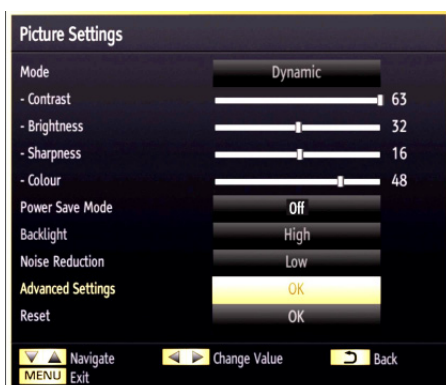 Picture Settings
Mode Dynamic
- Contrast 63
- Brightness 32
- Sharpness 16
- Colour 48
Power Save Mode Off
Backlight High
Noise Reduction Low
Advanced Settings OK
Reset OK
Navigate Change Value Back
MENU Exit